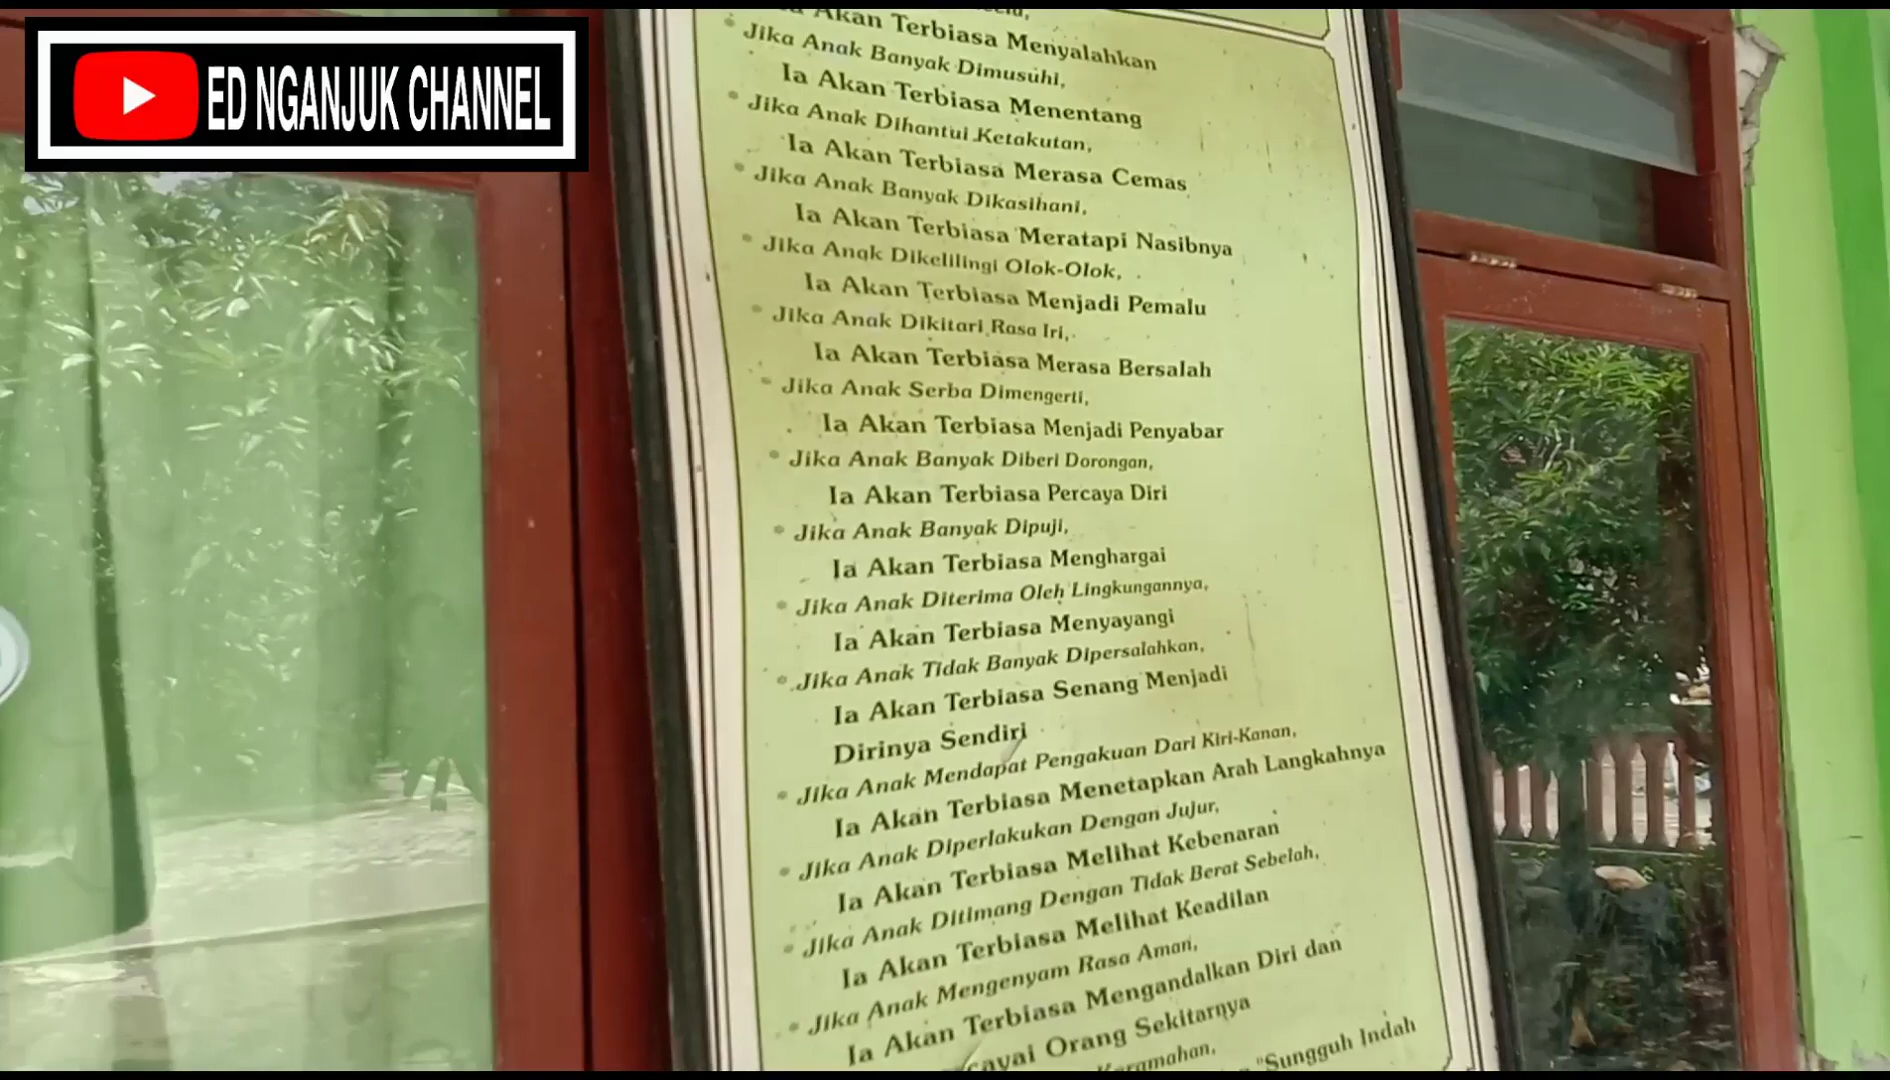 ED NGANJUK CHANNEL
Akan Terbiasa Menyalahkan
Jika Anak Banyak Dimusuhi,
Ia Akan Terbiasa Menentang
Jika Anak Dihantui Ketakutan,
Ia Akan Terbiasa Merasa Cemas
Jika Anak Banyak Dikasihani,
Ia Akan Terbiasa Meratapi Nasibnya
Jika Anak Dikelilingi Olok-Olok,
Ia Akan Terbiasa Menjadi Pemalu
Jika Anak Dikitari Rasa Iri,
Ia Akan Terbiasa Merasa Bersalah
Jika Anak Serba Dimengerti,
Ia Akan Terbiasa Menjadi Penyabar
Jika Anak Banyak Diberi Dorongan,
Ia Akan Terbiasa Percaya Diri
Jika Anak Banyak Dipuji,
Ia Akan Terbiasa Menghargai
Jika Anak Diterima Oleh Lingkungannya,
Ia Akan Terbiasa Menyayangi
Jika Anak Tidak Banyak Dipersalahkan,
Ia Akan Terbiasa Senang Menjadi
Dirinya Sendiri
Jika Anak Mendapat Pengakuan Dari Kiri-Kanan,
Ia Akan Terbiasa Menetapkan Arah Langkahnya
Jika Anak Diperlakukan Dengan Jujur,
Ia Akan Terbiasa Melihat Kebenaran
Jika Anak Ditimang Dengan Tidak Berat Sebelah,
Ia Akan Terbiasa Melihat Keadilan
Jika Anak Mengenyam Rasa Aman,
Ia Akan Terbiasa Mengandalkan Diri dan
Orang Sekitarnya
"Sungguh Indah